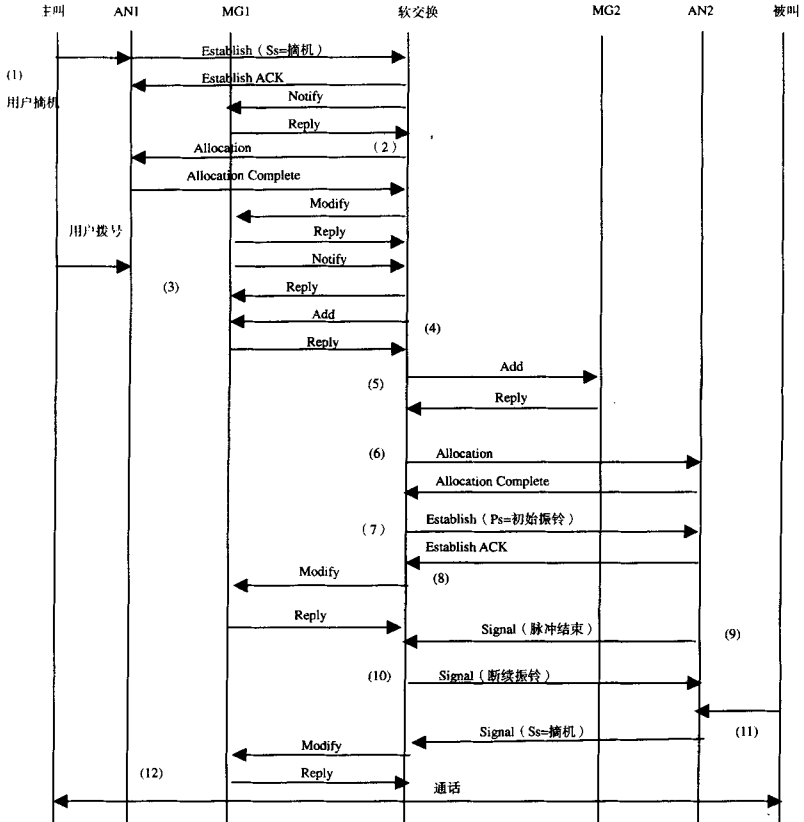 主叫 AN1 MG1 软交换 MG2 AN2 被叫
Establish（Ss=摘机）
(1)
Establish ACK
用户摘机
Notify
Reply
Allocation
（2）
Allocation Complete
Modify
用户拨号
Reply
Notify
(3)
Reply
Add
(4)
Reply
Add
(5)
Reply
(6)
Allocation
Allocation Complete
Establish（Ps=初始振铃）
(7)
Establish ACK
Modify
(8)
Reply
Signal（脉冲结束）
(9)
(10)
Signal（断续振铃）
Signal（Ss=摘机）
(11)
Modify
(12)
Reply
通话